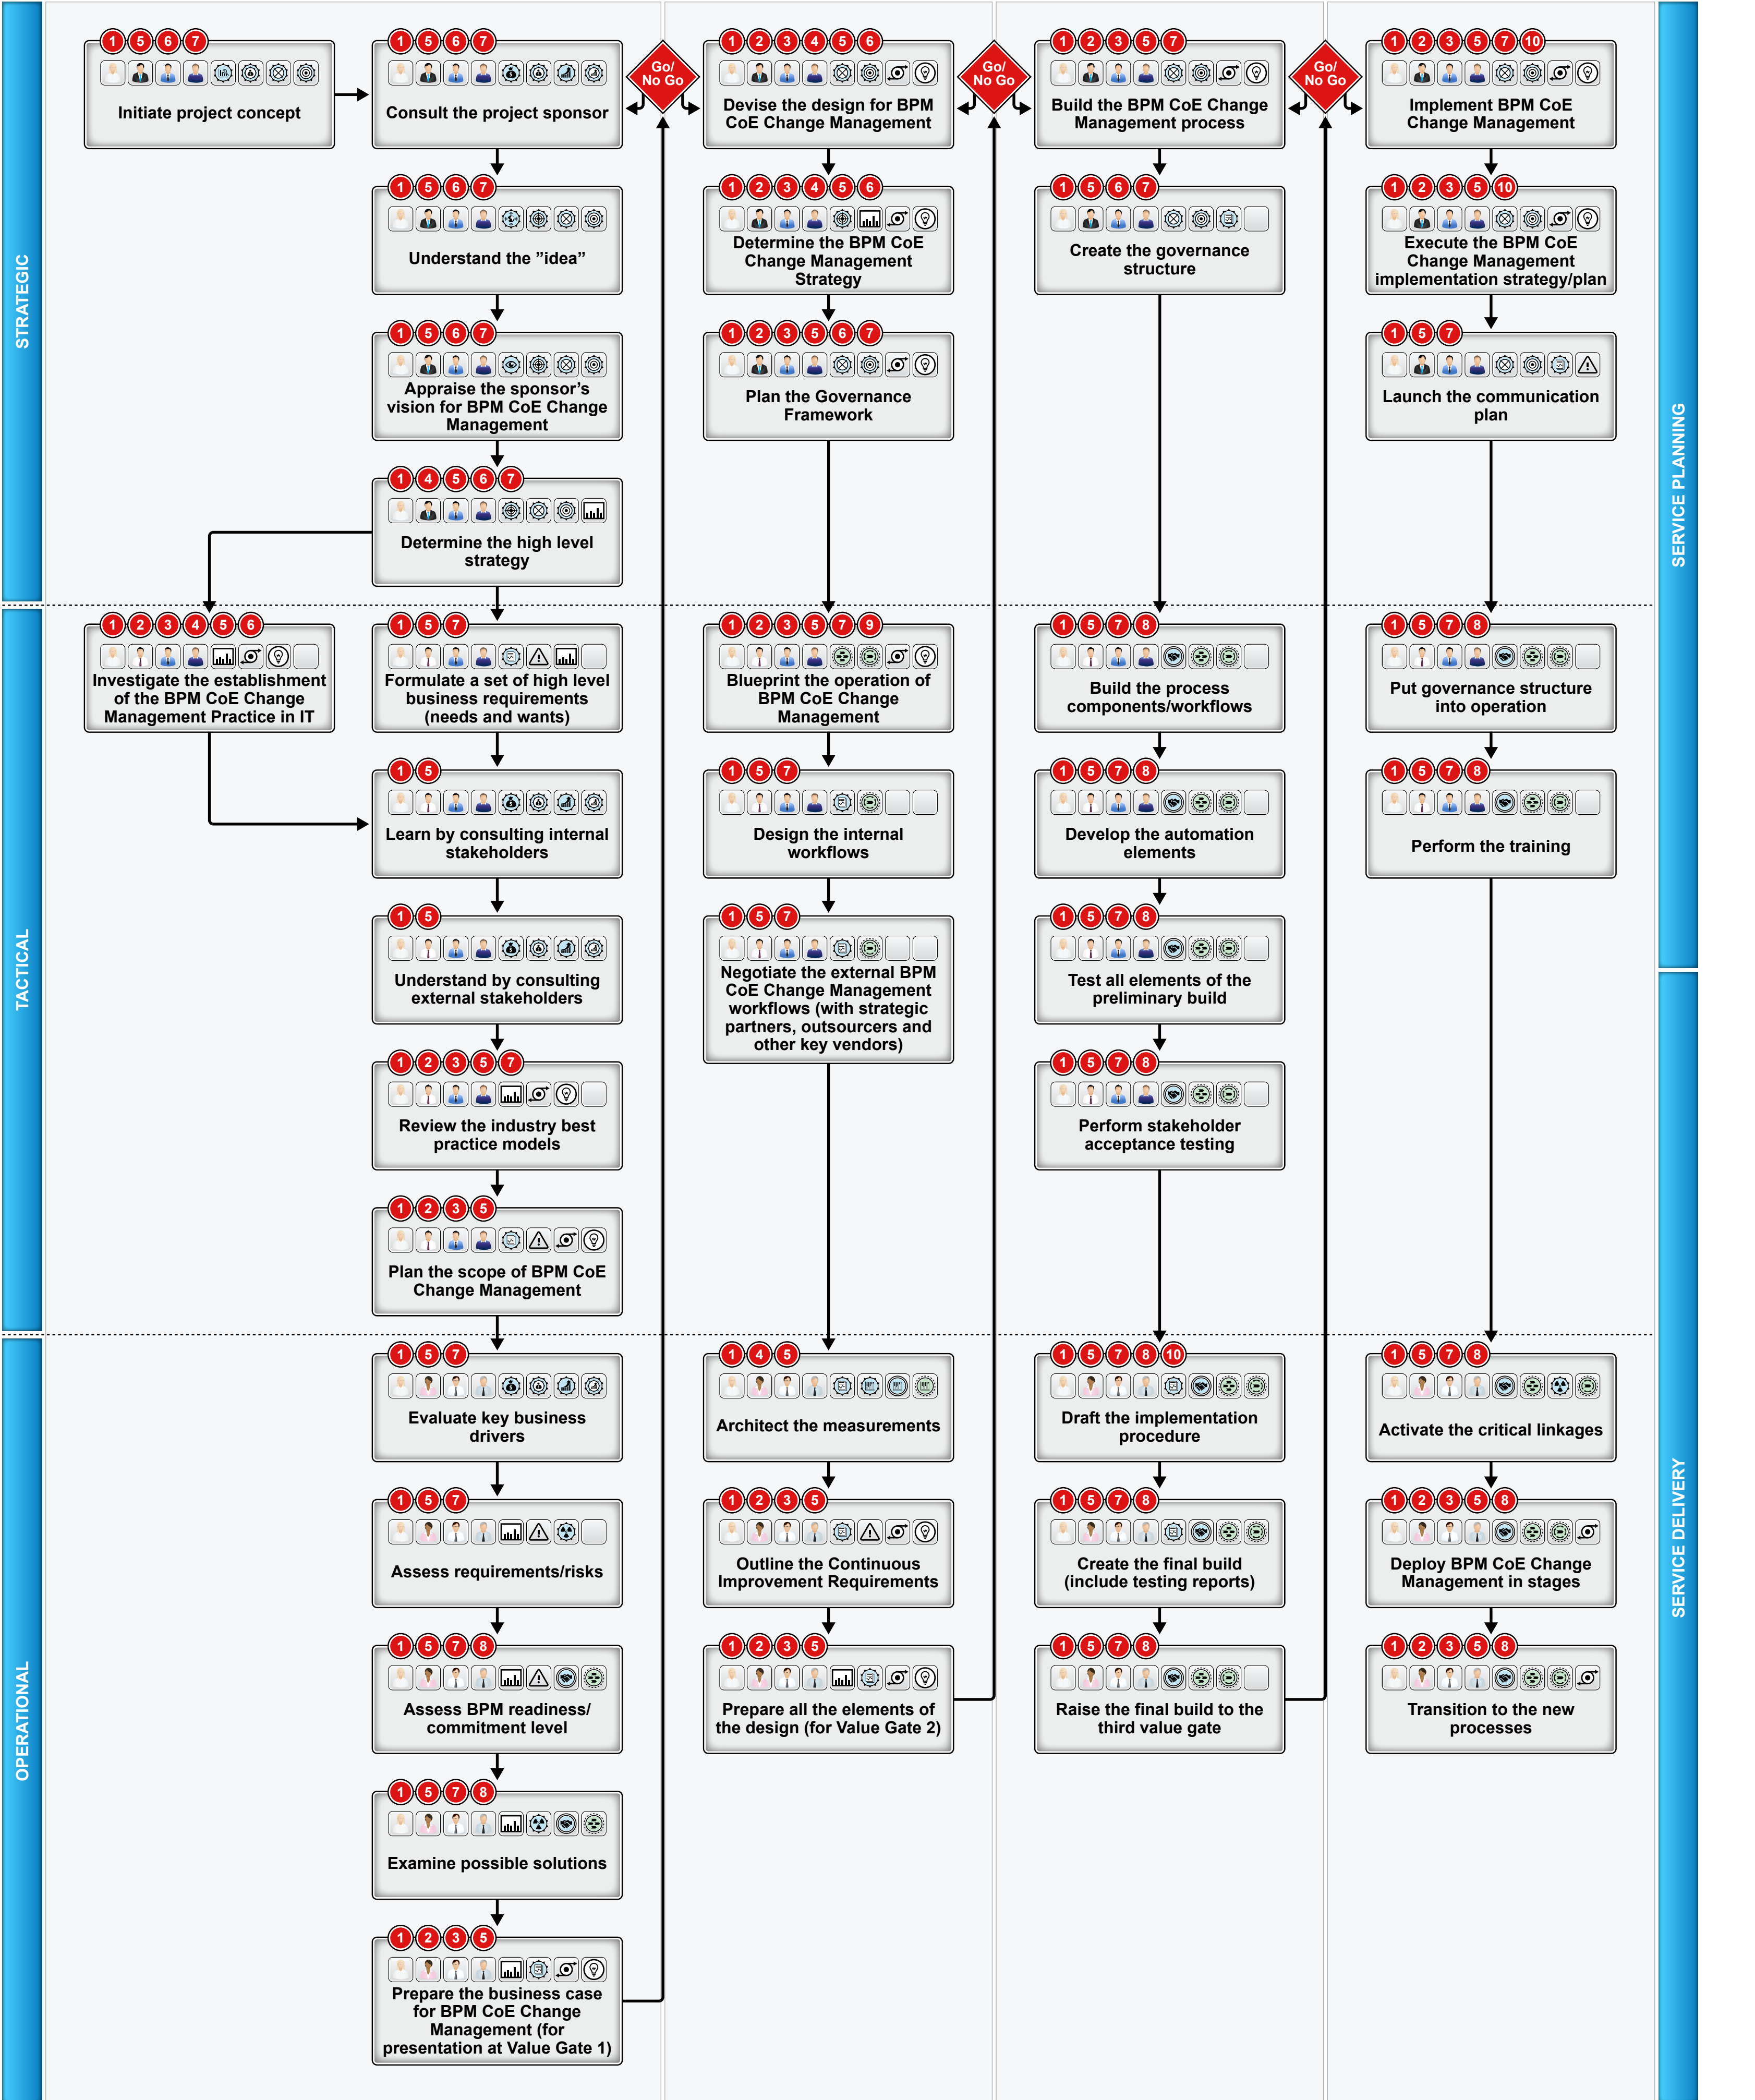 STRATEGIC
TACTICAL
OPERATIONAL
1 5 6 7
Initiate project concept
1 5 6 7
Consult the project sponsor
1 5 6 7
Understand the ”idea”
1 5 6 7
Appraise the sponsor’s
vision for BPM CoE Change
Management
1 4 5 6 7
Determine the high level
strategy
1 2 3 4 5 6
Investigate the establishment
of the BPM CoE Change
Management Practice in IT
1 5 7
Formulate a set of high level
business requirements
(needs and wants)
1 5
Learn by consulting internal
stakeholders
1 5
Understand by consulting
external stakeholders
1 2 3 5 7
Review the industry best
practice models
1 2 3 5
Plan the scope of BPM CoE
Change Management
1 5 7
Evaluate key business
drivers
1 5 7
Assess requirements/risks
1 5 7 8
Assess BPM readiness/
commitment level
1 5 7 8
Examine possible solutions
1 2 3 5
Prepare the business case
for BPM CoE Change
Management (for
presentation at Value Gate 1)
Go/
No Go
1 2 3 4 5 6
Devise the design for BPM
CoE Change Management
1 2 3 4 5 6
Determine the BPM CoE
Change Management
Strategy
1 2 3 5 6 7
Plan the Governance
Framework
1 2 3 5 7 9
Blueprint the operation of
BPM CoE Change
Management
1 5 7
Design the internal
workflows
1 5 7
Negotiate the external BPM
CoE Change Management
workflows (with strategic
partners, outsourcers and
other key vendors)
1 4 5
Architect the measurements
1 2 3 5
Outline the Continuous
Improvement Requirements
1 2 3 5
Prepare all the elements of
the design (for Value Gate 2)
Go/
No Go
1 2 3 5 7
Build the BPM CoE Change
Management process
1 5 6 7
Create the governance
structure
1 5 7 8
Build the process
components/workflows
1 5 7 8
Develop the automation
elements
1 5 7 8
Test all elements of the
preliminary build
1 5 7 8
Perform stakeholder
acceptance testing
1 5 7 8 10
Draft the implementation
procedure
1 5 7 8
Create the final build
(include testing reports)
1 5 7 8
Raise the final build to the
third value gate
Go/
No Go
1 2 3 5 7 10
Implement BPM CoE
Change Management
1 2 3 5 10
Execute the BPM CoE
Change Management
implementation strategy/plan
1 5 7
Launch the communication
plan
1 5 7 8
Put governance structure
into operation
1 5 7 8
Perform the training
1 5 7 8
Activate the critical linkages
1 2 3 5 8
Deploy BPM CoE Change
Management in stages
1 2 3 5 8
Transition to the new
processes
SERVICE PLANNING
SERVICE DELIVERY